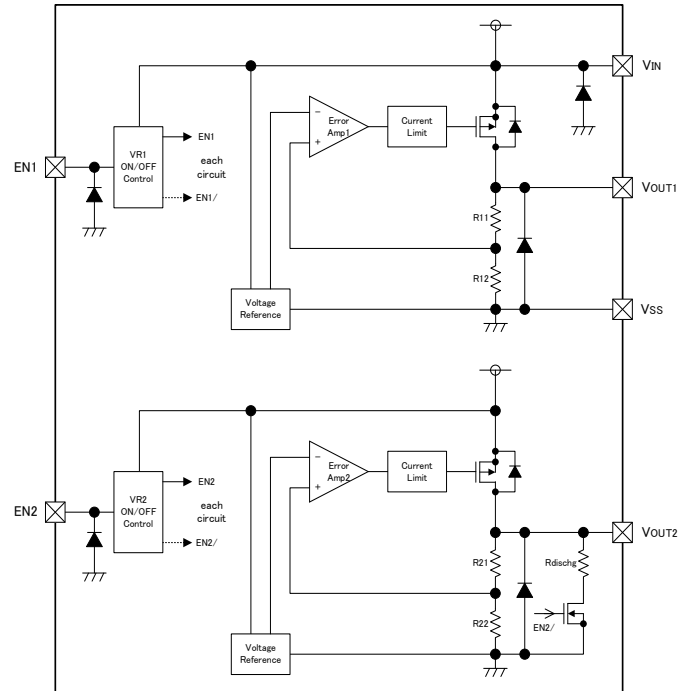 VIN
Error
Amp1
Current
Limit
EN1
VR1
ON/OFF
Control
EN1
each
circuit
EN1/
VOUT1
R11
R12
Voltage
Reference
VSS
Error
Amp2
Current
Limit
EN2
VR2
ON/OFF
Control
EN2
each
circuit
EN2/
VOUT2
R21
Rdischg
R22
EN2/
Voltage
Reference